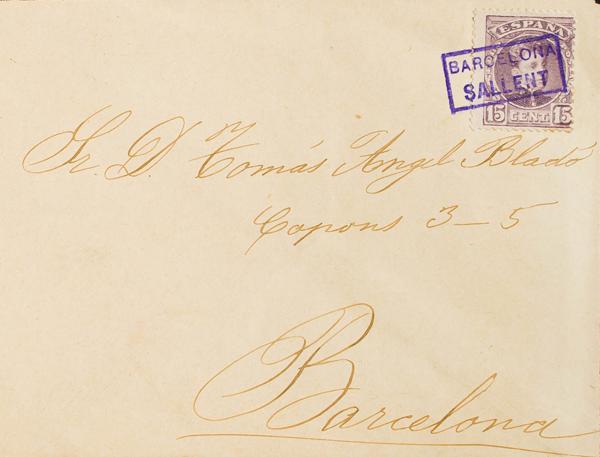 ESPAÑA
BARCELONA
SALLENT
15 CENT 15
Sr. D. Tomás Angel Bladó
Copons 3-5
Barcelona